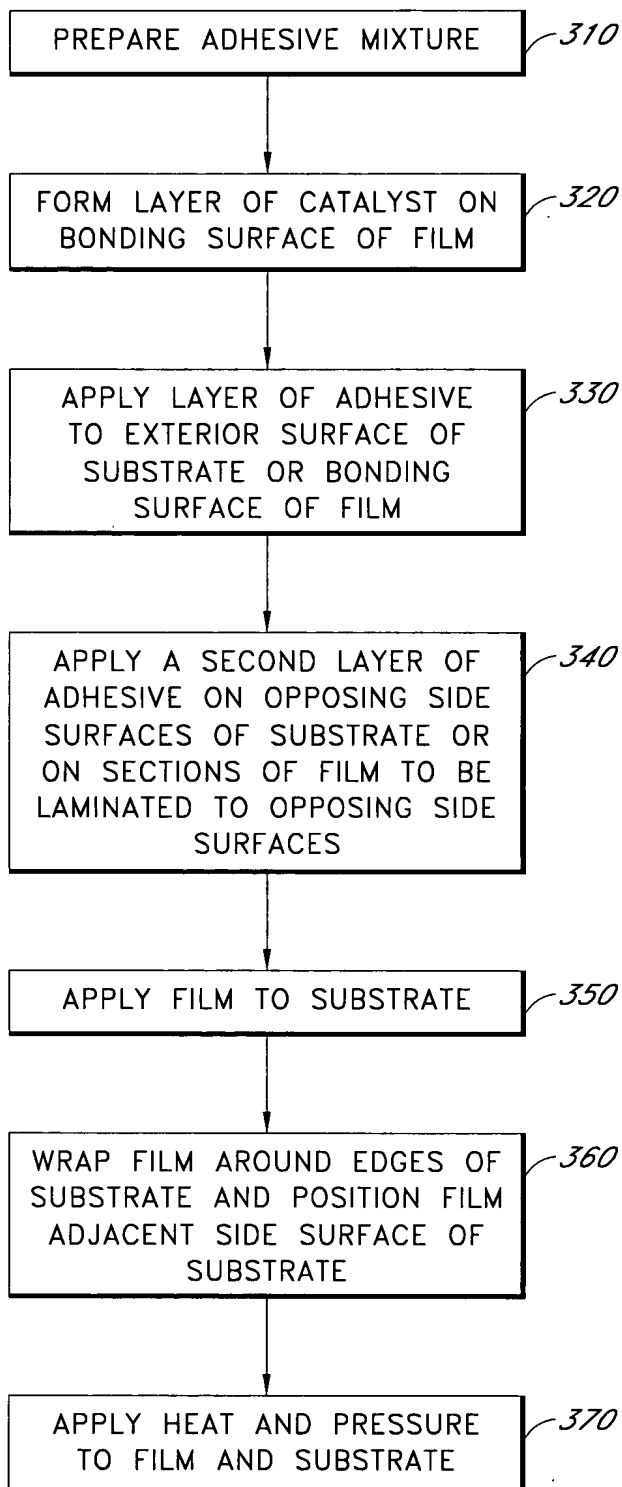 PREPARE ADHESIVE MIXTURE
310
FORM LAYER OF CATALYST ON
BONDING SURFACE OF FILM
320
APPLY LAYER OF ADHESIVE
TO EXTERIOR SURFACE OF
SUBSTRATE OR BONDING
SURFACE OF FILM
330
APPLY A SECOND LAYER OF
ADHESIVE ON OPPOSING SIDE
SURFACES OF SUBSTRATE OR
ON SECTIONS OF FILM TO BE
LAMINATED TO OPPOSING SIDE
SURFACES
340
APPLY FILM TO SUBSTRATE
350
WRAP FILM AROUND EDGES OF
SUBSTRATE AND POSITION FILM
ADJACENT SIDE SURFACE OF
SUBSTRATE
360
APPLY HEAT AND PRESSURE
TO FILM AND SUBSTRATE
370